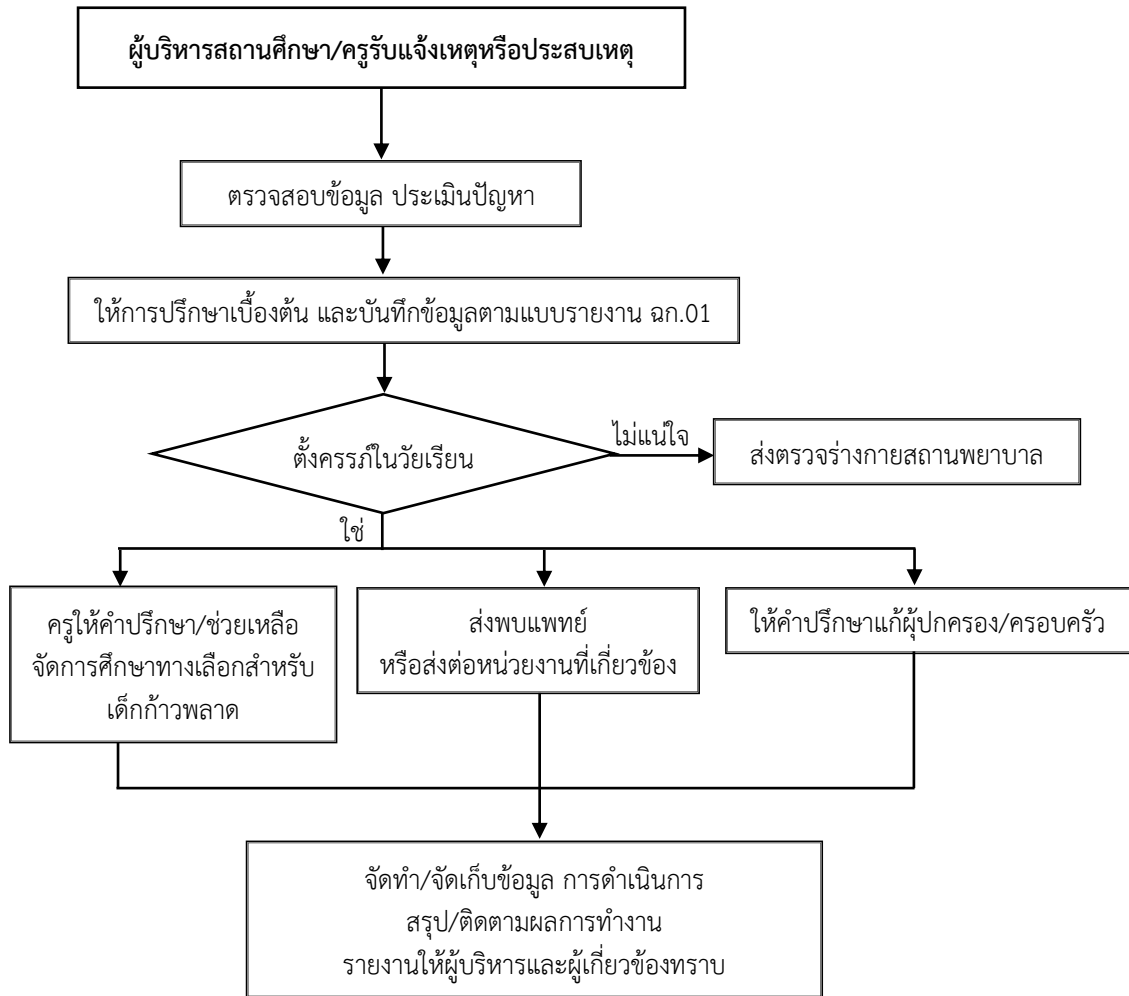 ผู้บริหารสถานศึกษา/ครูรับแจ้งเหตุหรือประสบเหตุ
ตรวจสอบข้อมูล ประเมินปัญหา
ให้การปรึกษาเบื้องต้น และบันทึกข้อมูลตามแบบรายงาน ฉก.01
ตั้งครรภ์ในวัยเรียน
ไม่แน่ใจ
ส่งตรวจร่างกายสถานพยาบาล
ใช่
ครูให้คำปรึกษา/ช่วยเหลือ
จัดการศึกษาทางเลือกสำหรับ
เด็กก้าวพลาด
ส่งพบแพทย์
หรือส่งต่อหน่วยงานที่เกี่ยวข้อง
ให้คำปรึกษาแก้ผู้ปกครอง/ครอบครัว
จัดทำ/จัดเก็บข้อมูล การดำเนินการ
สรุป/ติดตามผลการทำงาน
รายงานให้ผู้บริหารและผู้เกี่ยวข้องทราบ